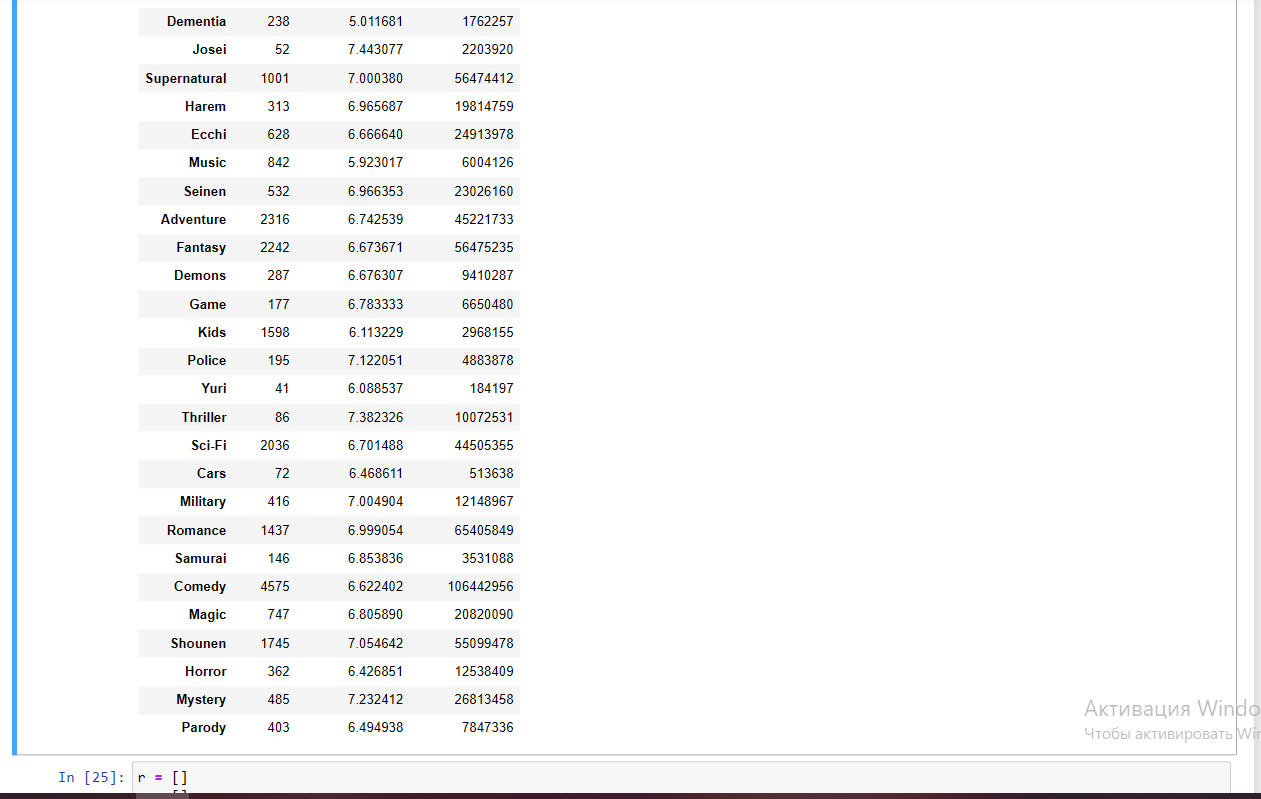 Dementia 238 5.011681 1762257
Josei 52 7.443077 2203920
Supernatural 1001 7.000380 56474412
Harem 313 6.965687 19814759
Ecchi 628 6.666640 24913978
Music 842 5.923017 6004126
Seinen 532 6.966353 23026160
Adventure 2316 6.742539 45221733
Fantasy 2242 6.673671 56475235
Demons 287 6.676307 9410287
Game 177 6.783333 6650480
Kids 1598 6.113229 2968155
Police 195 7.122051 4883878
Yuri 41 6.088537 184197
Thriller 86 7.382326 10072531
Sci-Fi 2036 6.701488 44505355
Cars 72 6.468611 513638
Military 416 7.004904 12148967
Romance 1437 6.999054 65405849
Samurai 146 6.853836 3531088
Comedy 4575 6.622402 106442956
Magic 747 6.805890 20820090
Shounen 1745 7.054642 55099478
Horror 362 6.426851 12538409
Mystery 485 7.232412 26813458
Parody 403 6.494938 7847336
Активация Windo
Чтобы активировать Win
In [25]: r = []